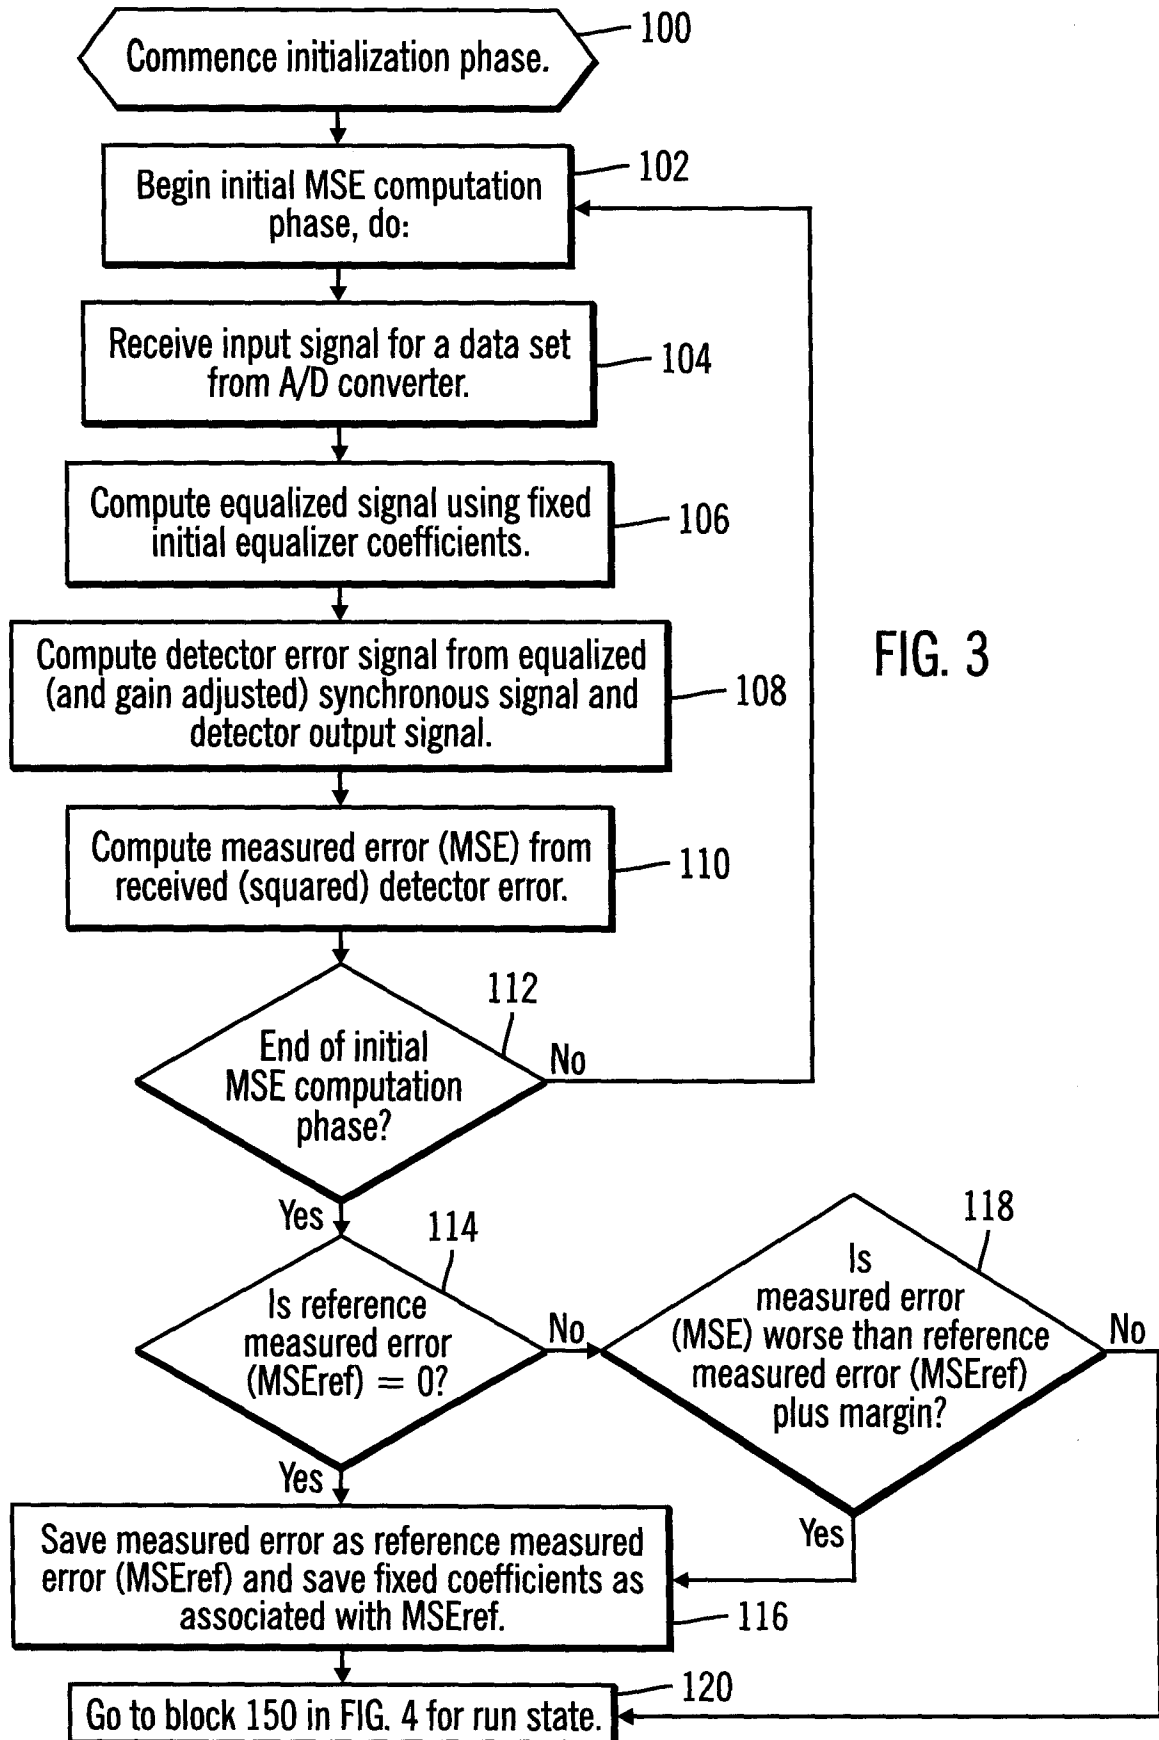 100
Commence initialization phase.
102
Begin initial MSE computation
phase, do:
Receive input signal for a data set
from A/D converter.
104
Compute equalized signal using fixed
initial equalizer coefficients.
106
FIG. 3
Compute detector error signal from equalized
(and gain adjusted) synchronous signal and
detector output signal.
108
Compute measured error (MSE) from
received (squared) detector error.
110
112
End of initial
MSE computation
phase?
No
Yes
114
Is reference
measured error
(MSEref) = 0?
No
Yes
118
Is
measured error
(MSE) worse than reference
measured error (MSEref)
plus margin?
No
Yes
Save measured error as reference measured
error (MSEref) and save fixed coefficients as
associated with MSEref.
116
120
Go to block 150 in FIG. 4 for run state.